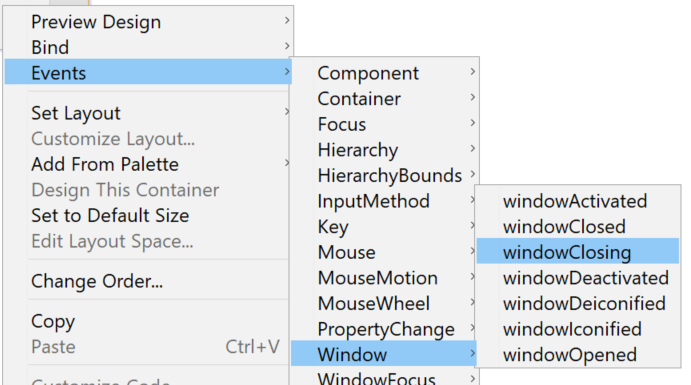 Preview Design
Bind
Events
Set Layout
Customize Layout...
Add From Palette
Design This Container
Set to Default Size
Edit Layout Space...
Change Order...
Copy
Paste Ctrl+V
Customize Code
Component
Container
Focus
Hierarchy
HierarchyBounds
InputMethod
Key
Mouse
MouseMotion
MouseWheel
PropertyChange
Window
WindowFocus
windowActivated
windowClosed
windowClosing
windowDeactivated
windowDeiconified
windowIconified
windowOpened